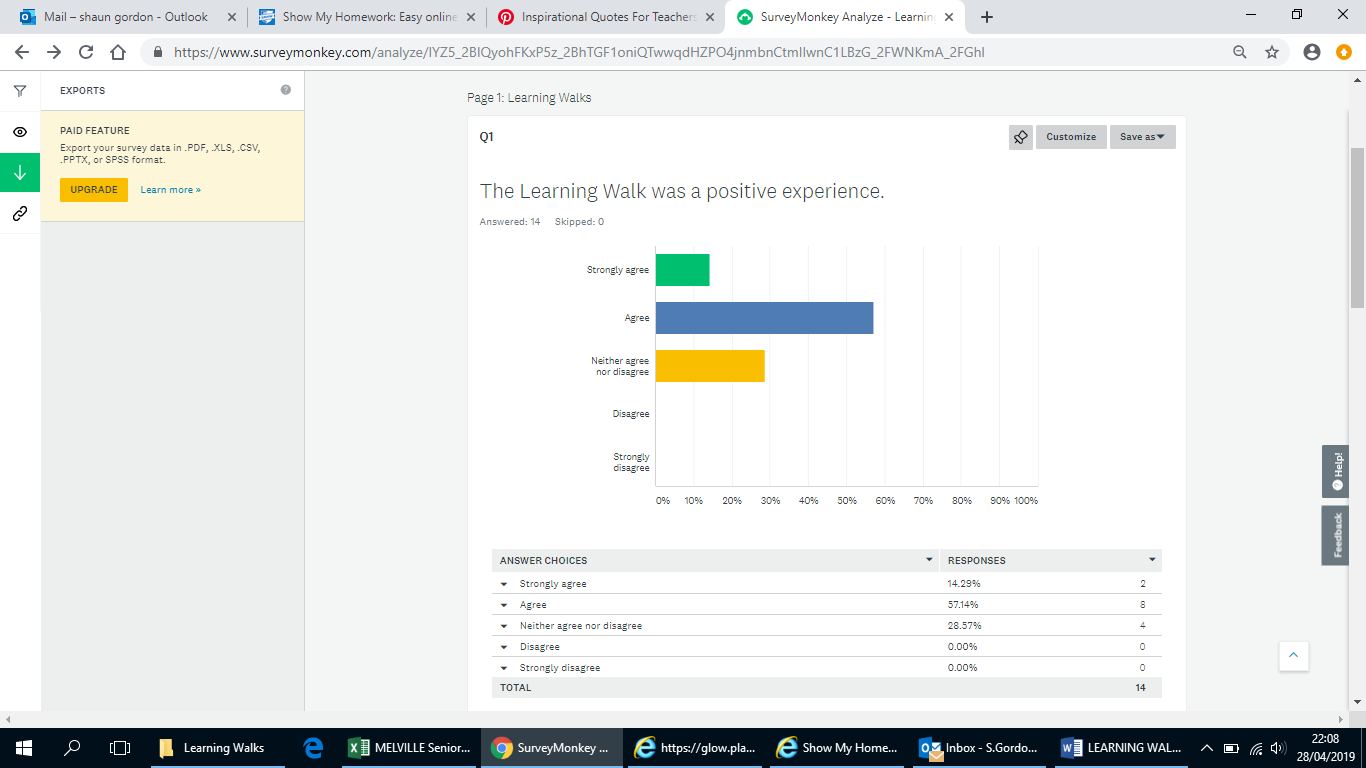 Mail – shaun gordon - Outlook
Show My Homework: Easy online
Inspirational Quotes For Teachers
SurveyMonkey Analyze - Learnin
https://www.surveymonkey.com/analyze/
EXPORTS
PAID FEATURE
Export your survey data in .PDF, .XLS, .CSV,
.PPTX, or SPSS format.
UPGRADE
Learn more »
Page 1: Learning Walks
Q1
Customize
Save as
The Learning Walk was a positive experience.
Answered: 14 Skipped: 0
Strongly agree
Agree
Neither agree
nor disagree
Disagree
Strongly
disagree
0% 10% 20% 30% 40% 50% 60% 70% 80% 90% 100%
ANSWER CHOICES RESPONSES
Strongly agree 14.29% 2
Agree 57.14% 8
Neither agree nor disagree 28.57% 4
Disagree 0.00% 0
Strongly disagree 0.00% 0
TOTAL 14
Help!
Feedback
Learning Walks
MELVILLE Senior...
SurveyMonkey ...
https://glow.pla...
Show My Home...
Inbox - S.Gordo...
LEARNING WAL...
22:08
28/04/2019